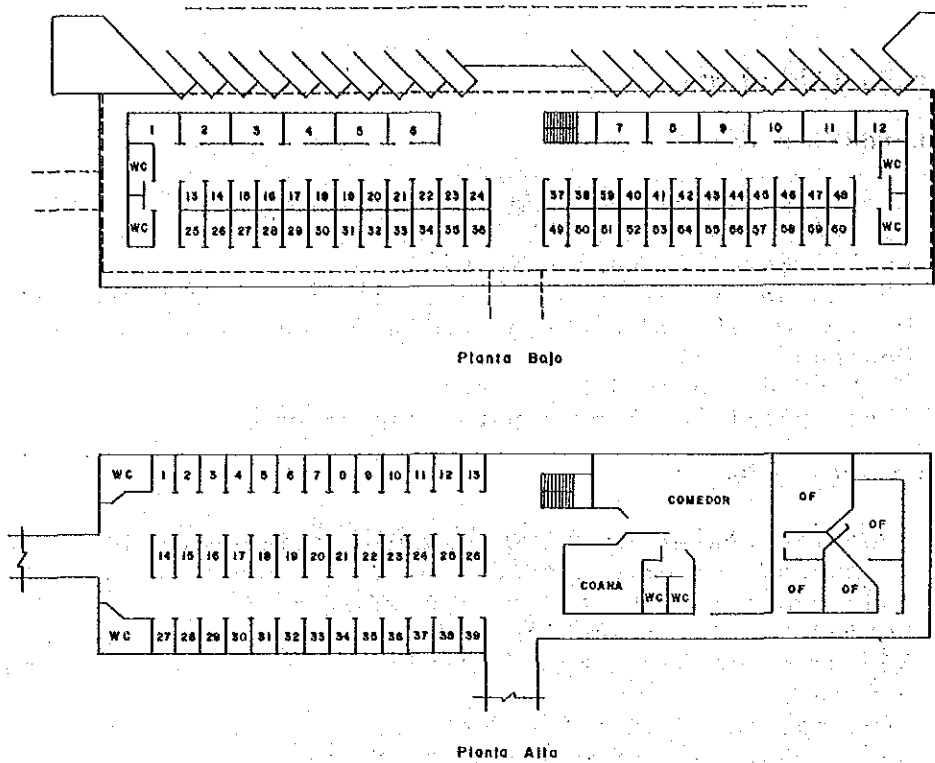 1 2 3 4 5 6 7 8 9 10 11 12
WC WC
13 14 15 16 17 18 19 20 21 22 23 24 37 38 39 40 41 42 43 44 45 46 47 48
WC 25 26 27 28 29 30 31 32 33 34 35 36 49 50 51 52 53 54 55 56 57 58 59 60 WC
Planta Bajo
WC 1 2 3 4 5 6 7 8 9 10 11 12 13
COMEDOR OF
OF
14 15 16 17 18 19 20 21 22 23 24 25 26
COAHA WC WC OF OF
WC 27 28 29 30 31 32 33 34 35 36 37 38 39
Planta Alta